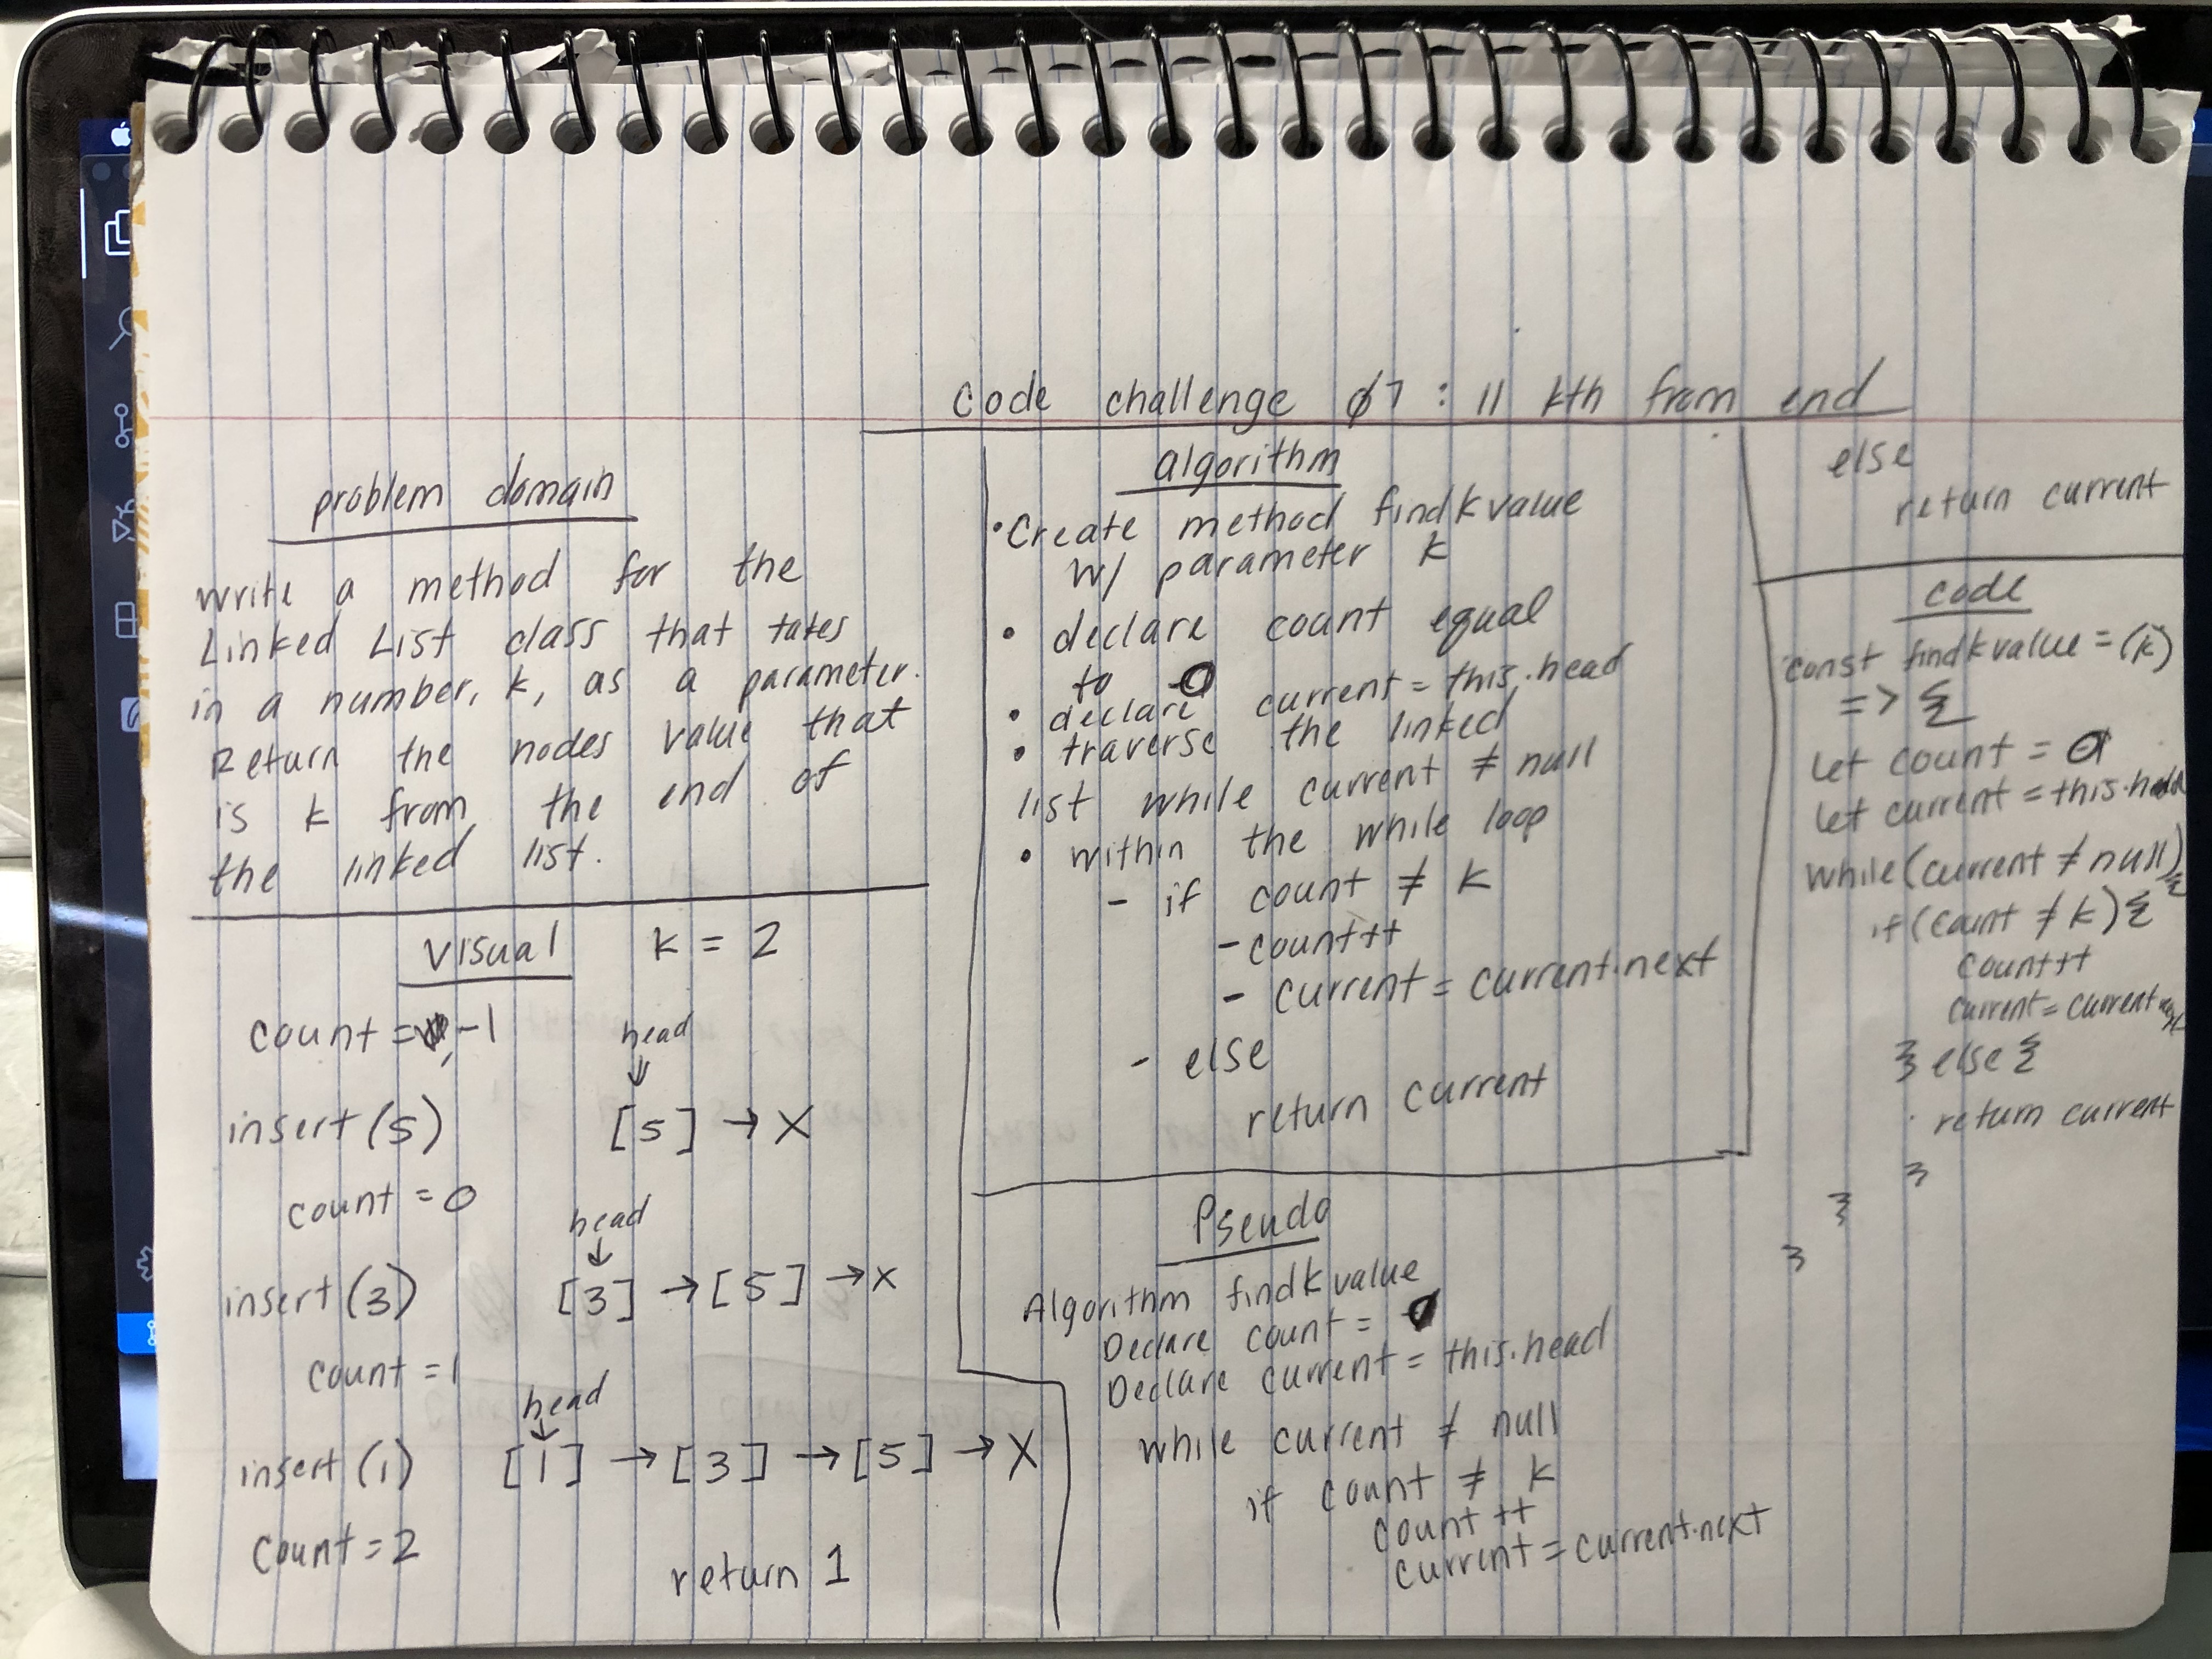 code challenge 07 : ll kth from end
problem domain
write a method for the
Linked List class that takes
in a number, k, as a parameter.
Return the nodes value that
is k from the end of
the linked list.
Visual k = 2
count = -1
head
insert (5) [5] → X
count = 0
head
insert (3) [3] → [5] → X
count = 1
head
insert (1) [1] → [3] → [5] → X
count = 2
return 1
algorithm
• Create method findkvalue
w/ parameter k
• declare count equal
to 0
• declare current = this.head
• traverse the linked
list while current ≠ null
• within the while loop
- if count ≠ k
- count++
- current = current.next
- else
return current
Pseudo
Algorithm findkvalue
Declare count = 0
Declare current = this.head
while current ≠ null
if count ≠ k
count ++
current = current.next
else
return current
code
const findkvalue = (k)
=> {
let count = 0
let current = this.head
while (current ≠ null) {
if (count ≠ k) {
count++
current = current.next
} else {
return current
}
}
}